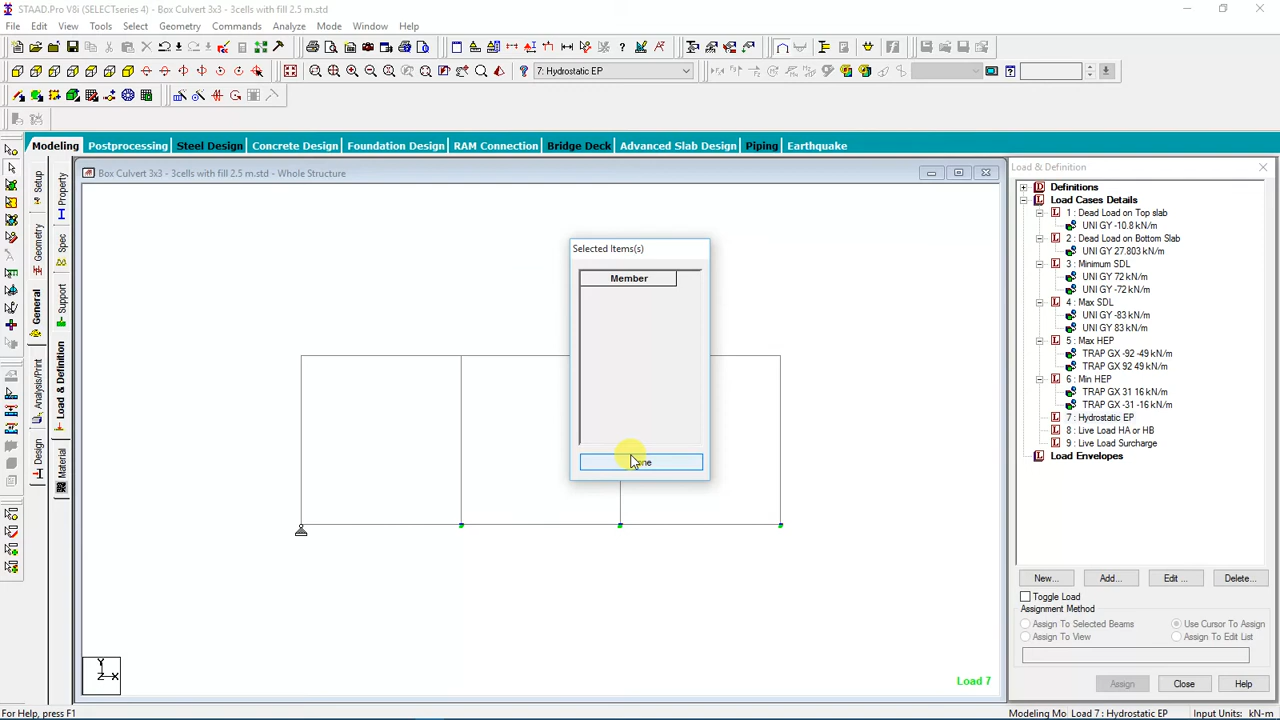 STAAD.Pro V8i (SELECTseries 4) - Box Culvert 3x3 - 3cells with fill 2.5 m.std
File Edit View Tools Select Geometry Commands Analyze Mode Window Help
7: Hydrostatic EP
Modeling Postprocessing Steel Design Concrete Design Foundation Design RAM Connection Bridge Deck Advanced Slab Design Piping Earthquake
Setup
Geometry
General
Analysis/Print
Design
Property
Spec
Support
Load & Definition
Material
Box Culvert 3x3 - 3cells with fill 2.5 m.std - Whole Structure
Selected Items(s)
Member
Y
Z X
Load 7
Load & Definition
Definitions
Load Cases Details
1 : Dead Load on Top slab
UNI GY -10.8 kN/m
2 : Dead Load on Bottom Slab
UNI GY 27.803 kN/m
3 : Minimum SDL
UNI GY 72 kN/m
UNI GY -72 kN/m
4 : Max SDL
UNI GY -83 kN/m
UNI GY 83 kN/m
5 : Max HEP
TRAP GX -92 -49 kN/m
TRAP GX 92 49 kN/m
6 : Min HEP
TRAP GX 31 16 kN/m
TRAP GX -31 -16 kN/m
7 : Hydrostatic EP
8 : Live Load HA or HB
9 : Live Load Surcharge
Load Envelopes
New... Add... Edit ... Delete...
Toggle Load
Assignment Method
Assign To Selected Beams Use Cursor To Assign
Assign To View Assign To Edit List
Assign Close Help
For Help, press F1
Modeling Mo Load 7 : Hydrostatic EP Input Units: kN-m